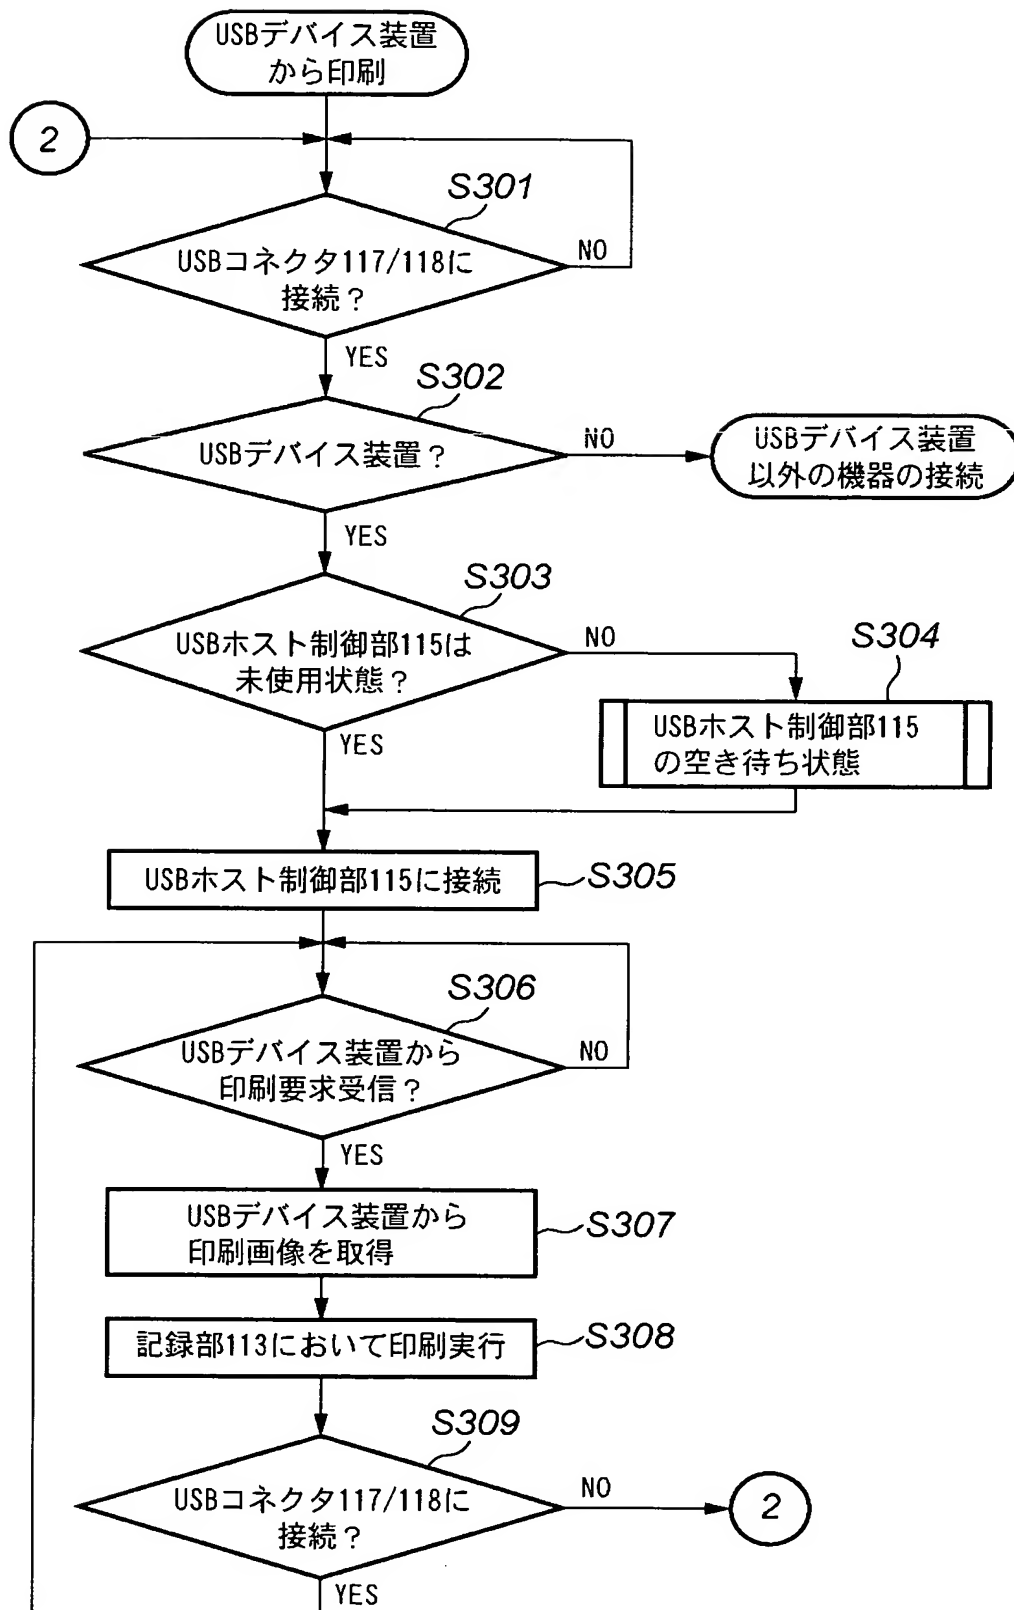 USBデバイス装置
から印刷
2
S301
USBコネクタ117/118に
接続？
NO
YES
S302
USBデバイス装置？
NO
USBデバイス装置
以外の機器の接続
YES
S303
USBホスト制御部115は
未使用状態？
NO
S304
USBホスト制御部115
の空き待ち状態
YES
USBホスト制御部115に接続
S305
S306
USBデバイス装置から
印刷要求受信？
NO
YES
USBデバイス装置から
印刷画像を取得
S307
記録部113において印刷実行
S308
S309
USBコネクタ117/118に
接続？
NO
2
YES